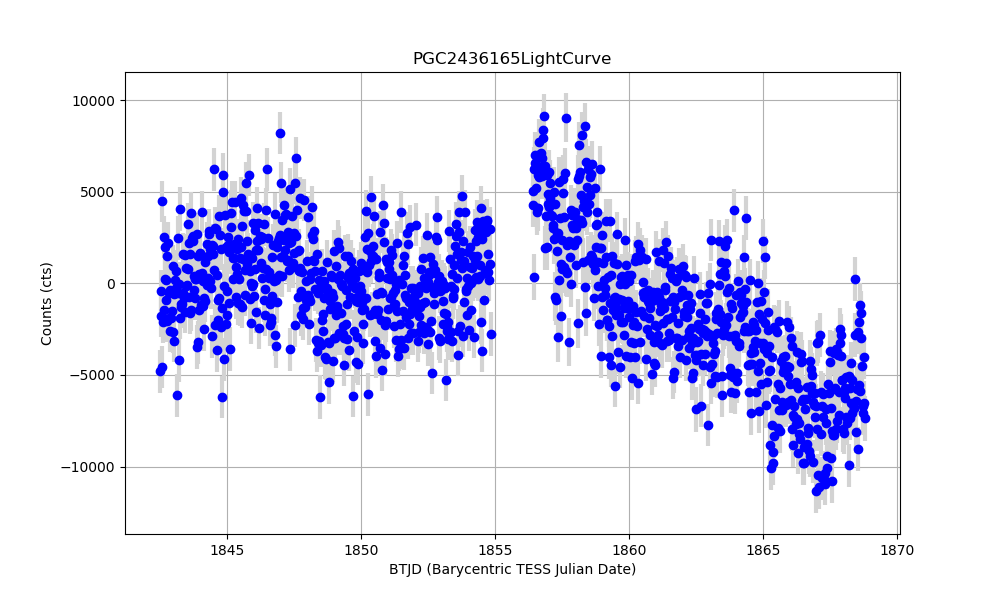 PGC2436165LightCurve
10000
5000
0
−5000
−10000
Counts (cts)
1845 1850 1855 1860 1865 1870
BTJD (Barycentric TESS Julian Date)